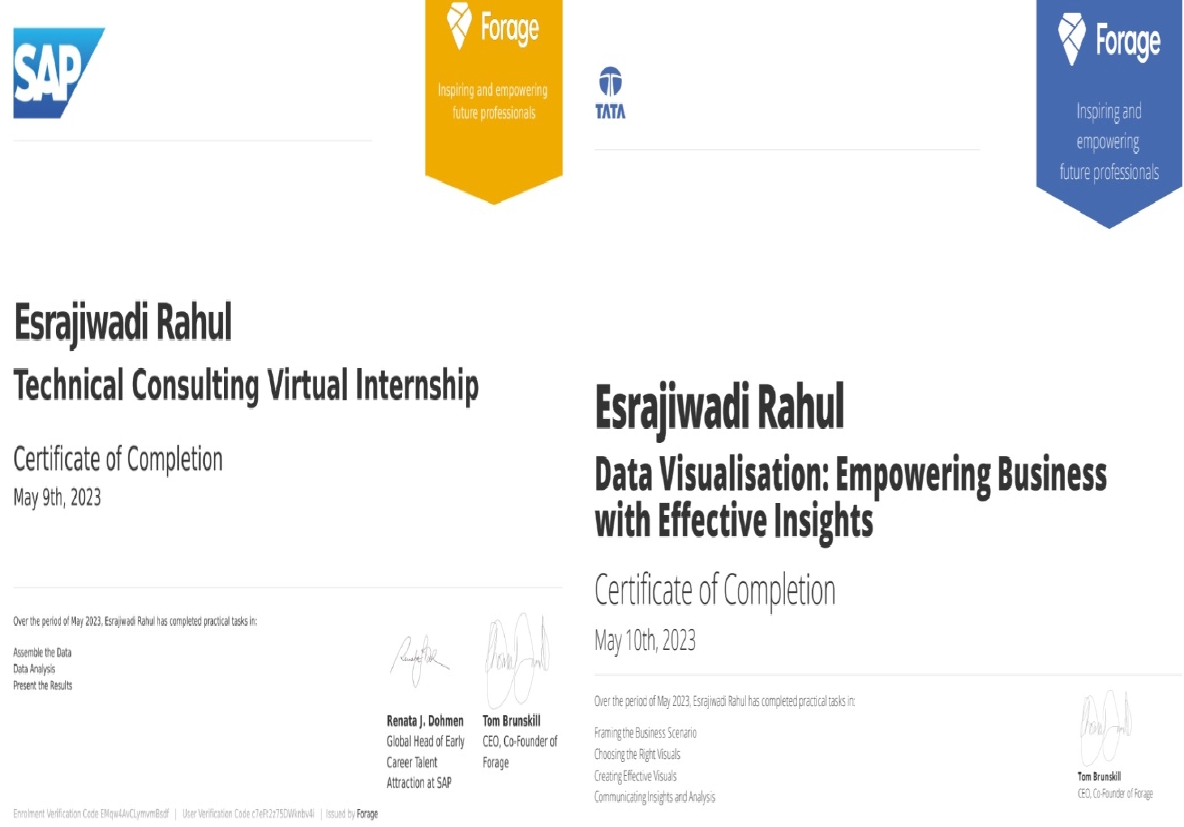 SAP
Forage
Inspiring and empowering
future professionals
Esrajiwadi Rahul
Technical Consulting Virtual Internship
Certificate of Completion
May 9th, 2023
Over the period of May 2023, Esrajiwadi Rahul has completed practical tasks in:
Assemble the Data
Data Analysis
Present the Results
Renata J. Dohmen
Global Head of Early
Career Talent
Attraction at SAP
Tom Brunskill
CEO, Co-Founder of
Forage
Enrolment Verification Code | User Verification Code | Issued by Forage
TATA
Forage
Inspiring and
empowering
future professionals
Esrajiwadi Rahul
Data Visualisation: Empowering Business
with Effective Insights
Certificate of Completion
May 10th, 2023
Over the period of May 2023, Esrajiwadi Rahul has completed practical tasks in:
Framing the Business Scenario
Choosing the Right Visuals
Creating Effective Visuals
Communicating Insights and Analysis
Tom Brunskill
CEO, Co-Founder of Forage